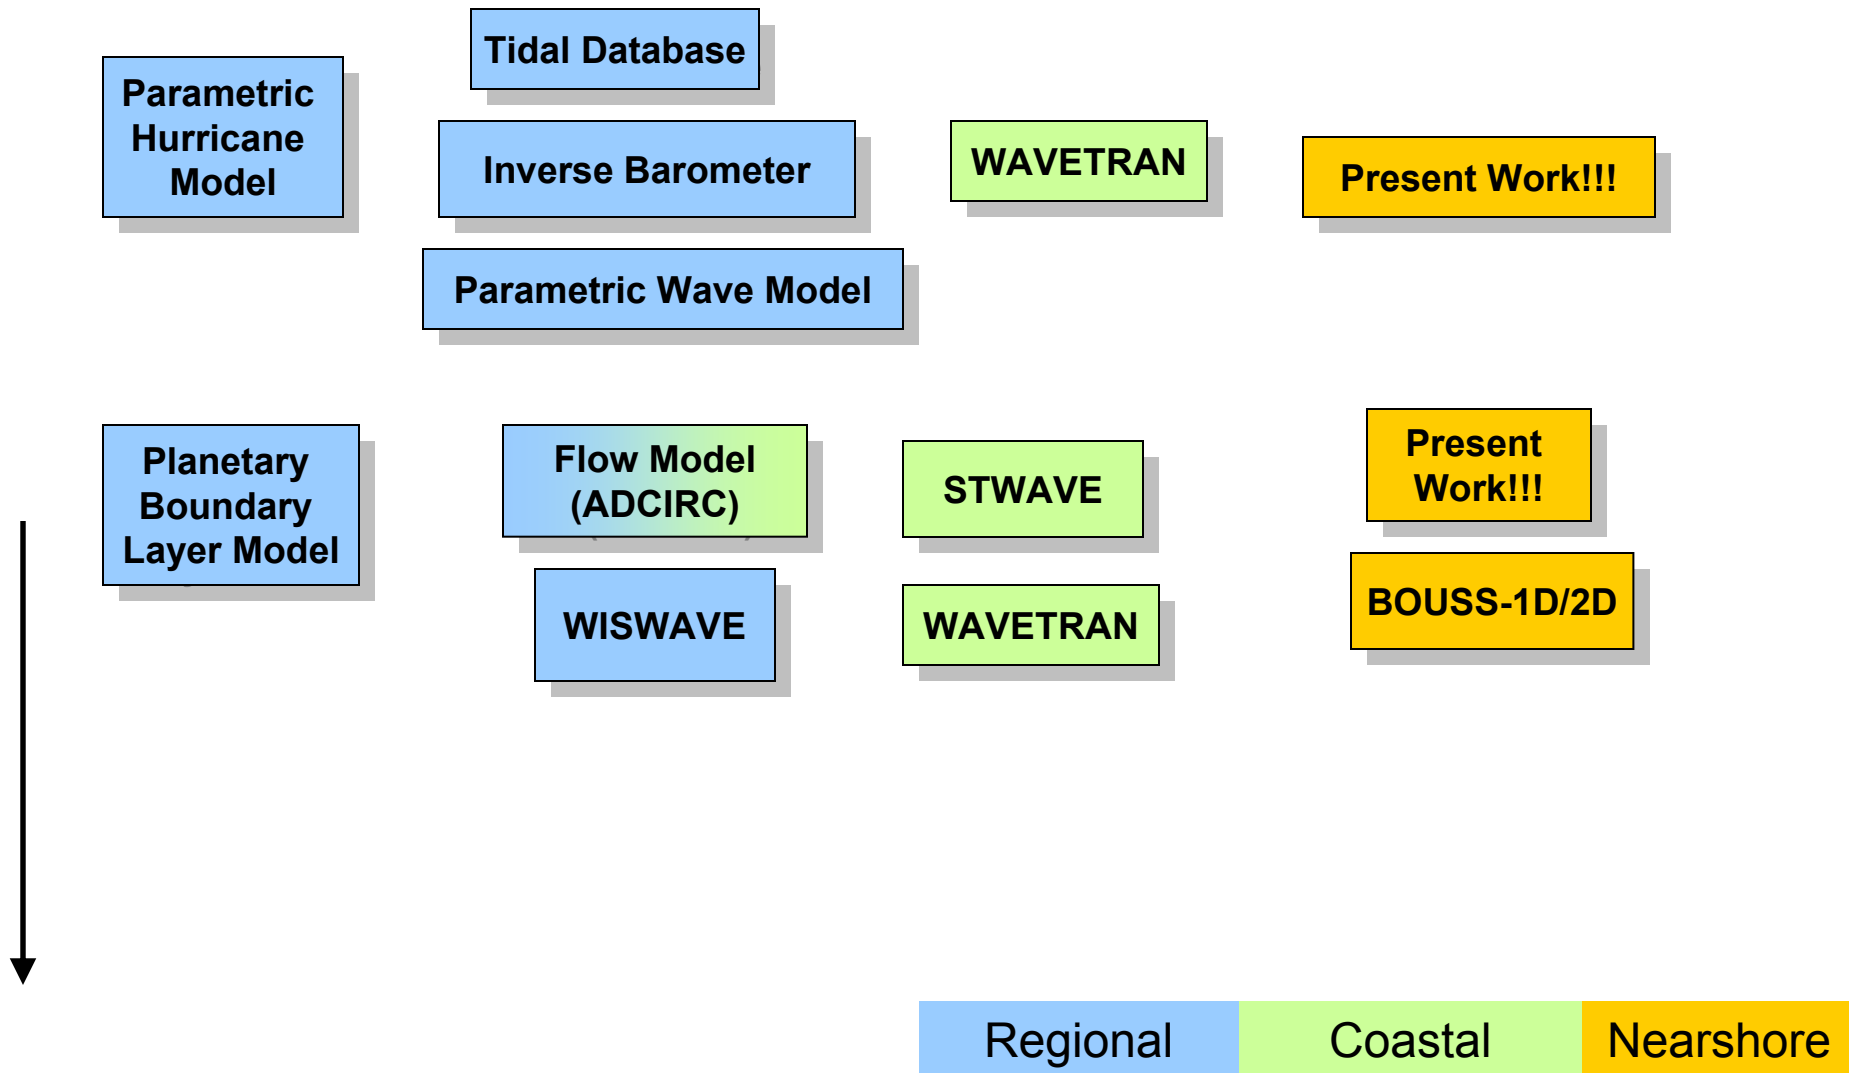 Parametric
Hurricane
Model
Tidal Database
Inverse Barometer
Parametric Wave Model
WAVETRAN
Present Work!!!
Planetary
Boundary
Layer Model
Flow Model
(ADCIRC)
WISWAVE
STWAVE
WAVETRAN
Present
Work!!!
BOUSS-1D/2D
Regional
Coastal
Nearshore